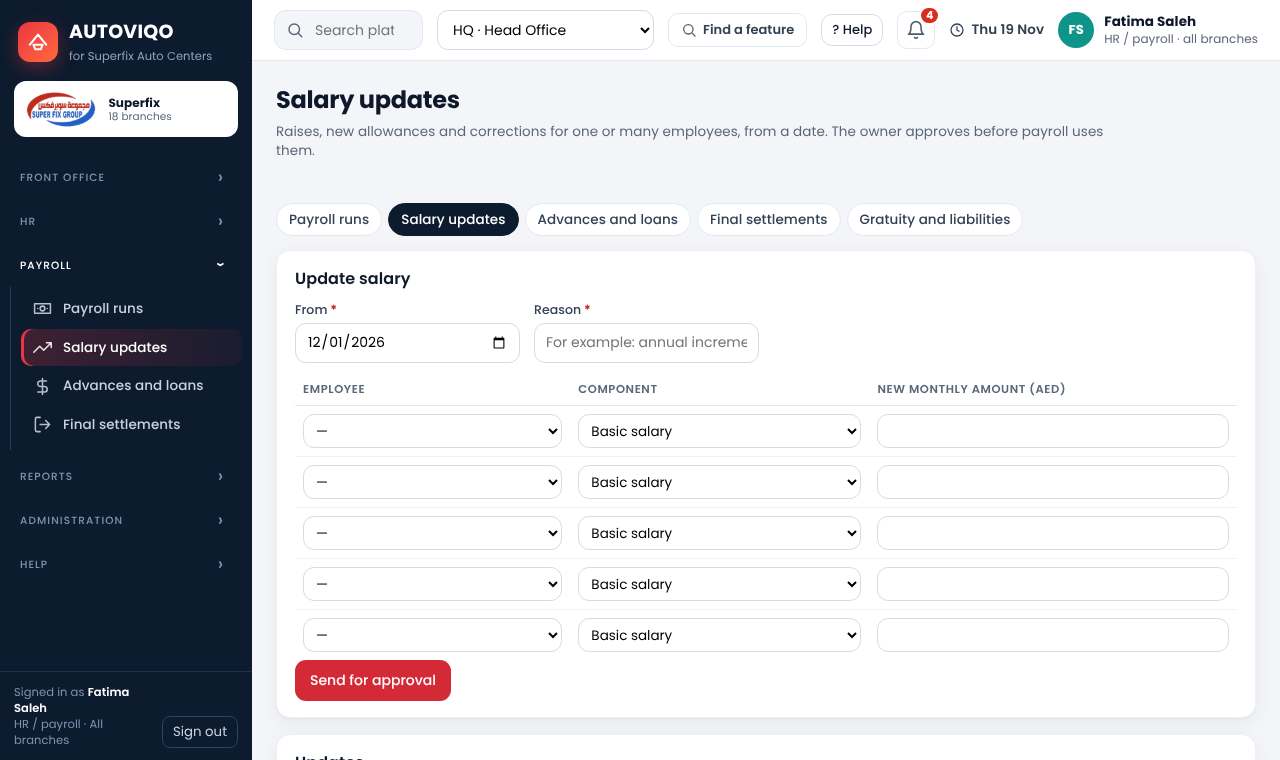 AUTOVIQO
for Superfix Auto Centers
مجموعة سوبرفكس
SUPER FIX GROUP
Superfix
18 branches
FRONT OFFICE
HR
PAYROLL
Payroll runs
Salary updates
Advances and loans
Final settlements
REPORTS
ADMINISTRATION
HELP
Signed in as Fatima
Saleh
HR / payroll · All
branches
Sign out
Search plat
HQ · Head Office
Find a feature
? Help
4
Thu 19 Nov
FS
Fatima Saleh
HR / payroll · all branches
Salary updates
Raises, new allowances and corrections for one or many employees, from a date. The owner approves before payroll uses
them.
Payroll runs
Salary updates
Advances and loans
Final settlements
Gratuity and liabilities
Update salary
From *
Reason *
12/01/2026
For example: annual increme
EMPLOYEE
COMPONENT
NEW MONTHLY AMOUNT (AED)
—
Basic salary
—
Basic salary
—
Basic salary
—
Basic salary
—
Basic salary
Send for approval
Updates